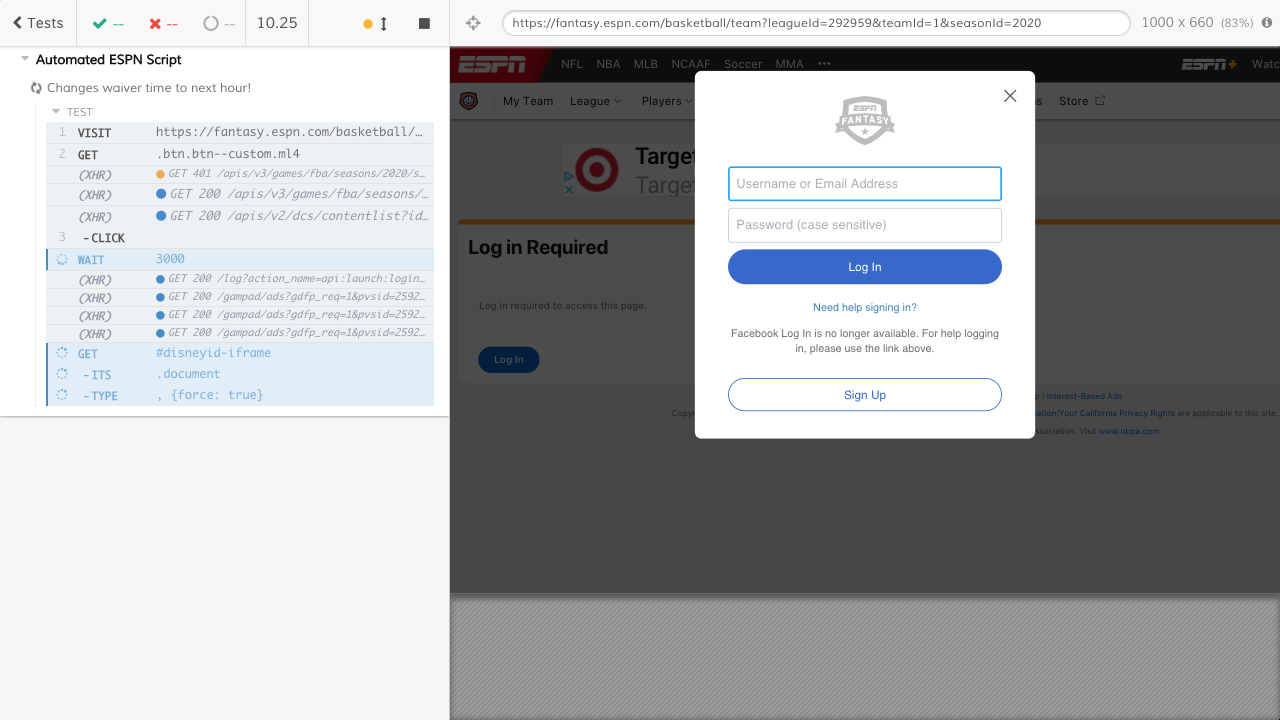 Tests
--
--
--
10.25
https://fantasy.espn.com/basketball/team?leagueId=292959&teamId=1&seasonId=2020
1000 x 660 (83%)
Automated ESPN Script
Changes waiver time to next hour!
TEST
1 VISIT https://fantasy.espn.com/basketball/…
2 GET .btn.btn--custom.ml4
(XHR) GET 401 /apis/v3/games/fba/seasons/2020/s…
(XHR) GET 200 /apis/v3/games/fba/seasons/…
(XHR) GET 200 /apis/v2/dcs/contentlist?id…
3 -CLICK
WAIT 3000
(XHR) GET 200 /log?action_name=api:launch:login…
(XHR) GET 200 /gampad/ads?gdfp_req=1&pvsid=2592…
(XHR) GET 200 /gampad/ads?gdfp_req=1&pvsid=2592…
(XHR) GET 200 /gampad/ads?gdfp_req=1&pvsid=2592…
GET #disneyid-iframe
-ITS .document
-TYPE , {force: true}
ESPN NFL NBA MLB NCAAF Soccer MMA ••• ESPN+ Watc
My Team League Players s Store
Target
Target
Log in Required
Log in required to access this page.
Log In
ESPN
FANTASY
Username or Email Address
Password (case sensitive)
Log In
Need help signing in?
Facebook Log In is no longer available. For help logging
in, please use the link above.
Sign Up
| Interest-Based Ads
Copy ation/Your California Privacy Rights are applicable to this site.
sociation. Visit www.nbpa.com.